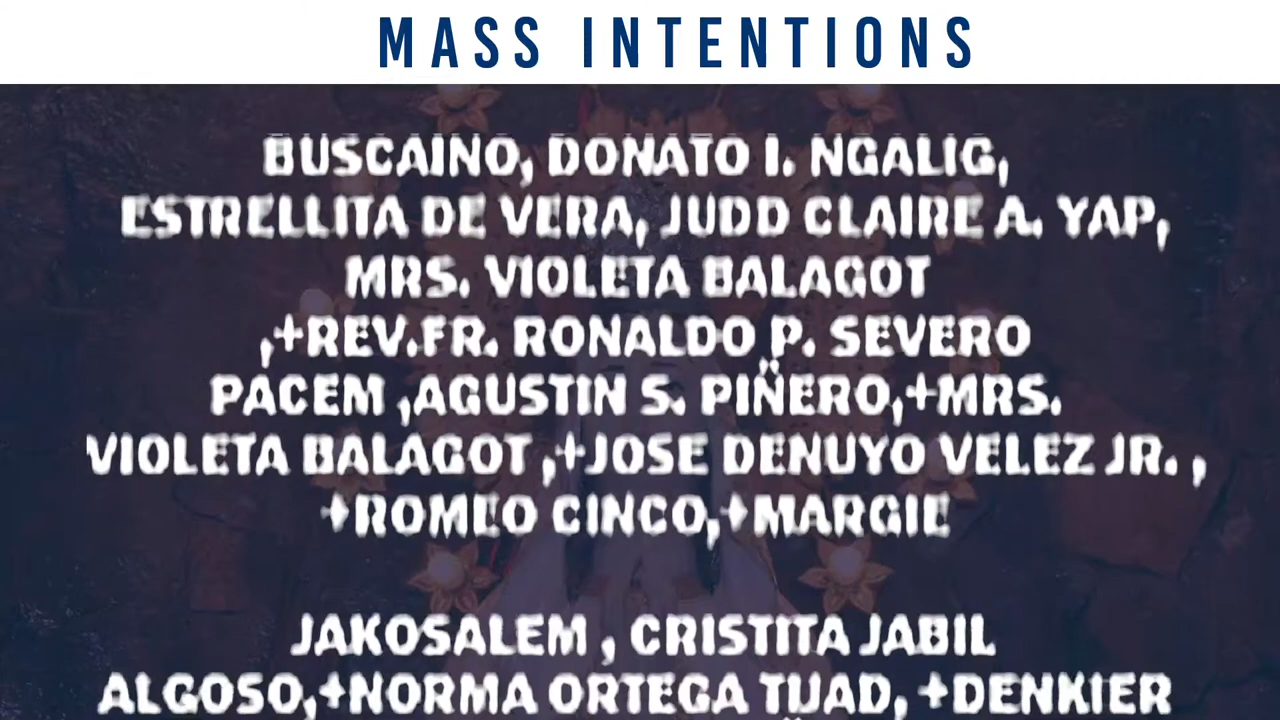 MASS INTENTIONS
BUSCAINO, DONATO I. NGALIG,
ESTRELLITA DE VERA, JUDD CLAIRE A. YAP,
MRS. VIOLETA BALAGOT
,+REV.FR. RONALDO P. SEVERO
PACEM ,AGUSTIN S. PIÑERO,+MRS.
VIOLETA BALAGOT ,+JOSE DENUYO VELEZ JR. ,
+ROMEO CINCO,+MARGIE
JAKOSALEM , CRISTITA JABIL
ALGOSO,+NORMA ORTEGA TUAD, +DENKIER